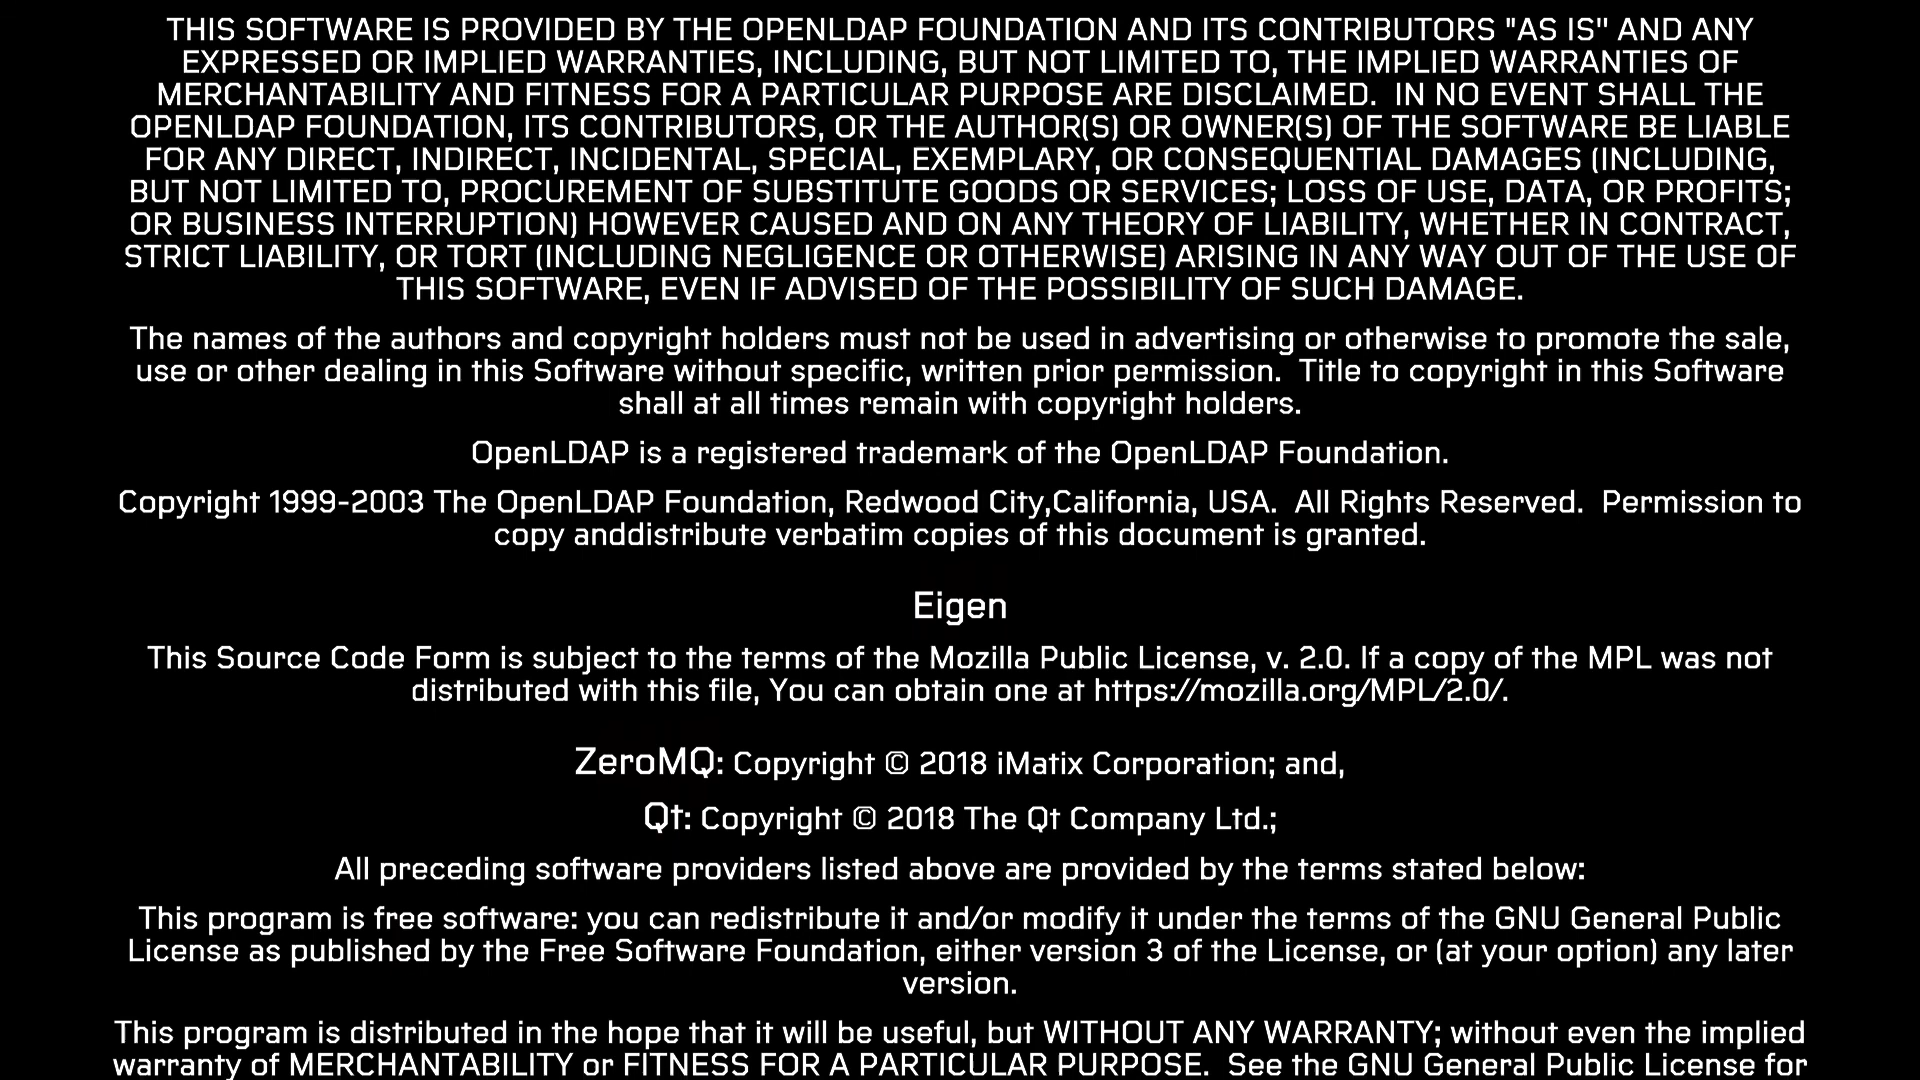 THIS SOFTWARE IS PROVIDED BY THE OPENLDAP FOUNDATION AND ITS CONTRIBUTORS "AS IS" AND ANY
EXPRESSED OR IMPLIED WARRANTIES, INCLUDING, BUT NOT LIMITED TO, THE IMPLIED WARRANTIES OF
MERCHANTABILITY AND FITNESS FOR A PARTICULAR PURPOSE ARE DISCLAIMED.  IN NO EVENT SHALL THE
OPENLDAP FOUNDATION, ITS CONTRIBUTORS, OR THE AUTHOR(S) OR OWNER(S) OF THE SOFTWARE BE LIABLE
FOR ANY DIRECT, INDIRECT, INCIDENTAL, SPECIAL, EXEMPLARY, OR CONSEQUENTIAL DAMAGES (INCLUDING,
BUT NOT LIMITED TO, PROCUREMENT OF SUBSTITUTE GOODS OR SERVICES; LOSS OF USE, DATA, OR PROFITS;
OR BUSINESS INTERRUPTION) HOWEVER CAUSED AND ON ANY THEORY OF LIABILITY, WHETHER IN CONTRACT,
STRICT LIABILITY, OR TORT (INCLUDING NEGLIGENCE OR OTHERWISE) ARISING IN ANY WAY OUT OF THE USE OF
THIS SOFTWARE, EVEN IF ADVISED OF THE POSSIBILITY OF SUCH DAMAGE.
The names of the authors and copyright holders must not be used in advertising or otherwise to promote the sale,
use or other dealing in this Software without specific, written prior permission.  Title to copyright in this Software
shall at all times remain with copyright holders.
OpenLDAP is a registered trademark of the OpenLDAP Foundation.
Copyright 1999-2003 The OpenLDAP Foundation, Redwood City,California, USA.  All Rights Reserved.  Permission to
copy anddistribute verbatim copies of this document is granted.
Eigen
This Source Code Form is subject to the terms of the Mozilla Public License, v. 2.0. If a copy of the MPL was not
distributed with this file, You can obtain one at https://mozilla.org/MPL/2.0/.
ZeroMQ: Copyright © 2018 iMatix Corporation; and,
Qt: Copyright © 2018 The Qt Company Ltd.;
All preceding software providers listed above are provided by the terms stated below:
This program is free software: you can redistribute it and/or modify it under the terms of the GNU General Public
License as published by the Free Software Foundation, either version 3 of the License, or (at your option) any later
version.
This program is distributed in the hope that it will be useful, but WITHOUT ANY WARRANTY; without even the implied
warranty of MERCHANTABILITY or FITNESS FOR A PARTICULAR PURPOSE.  See the GNU General Public License for